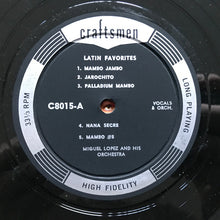 craftsmen
LATIN FAVORITES
1. MAMBO JAMBO
2. JAROCHITO
3. PALLADIUM MAMBO
33⅓ RPM
LONG PLAYING
C8015-A
VOCALS
& ORCH.
4. NANA SECRE
5. MAMBO #5
MIGUEL LOPEZ AND HIS
ORCHESTRA
HIGH FIDELITY